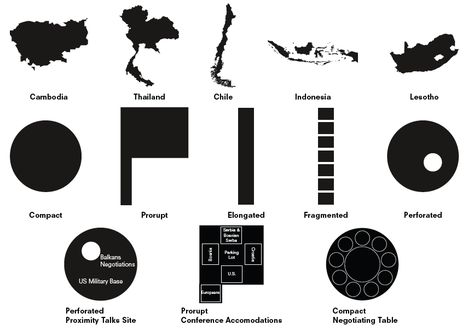 Cambodia
Thailand
Chile
Indonesia
Lesotho
Compact
Prorupt
Elongated
Fragmented
Perforated
Balkans
Negotiations
US Military Base
Serbia &
Bosnian
Serbs
Bosnia
Parking
Lot
Croatia
U.S.
Europeans
Perforated
Proximity Talks Site
Prorupt
Conference Accomodations
Compact
Negotiating Table